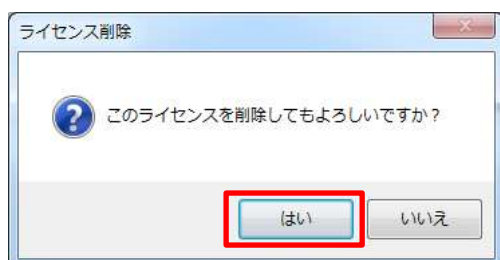 ライセンス削除
このライセンスを削除してもよろしいですか？
はい
いいえ